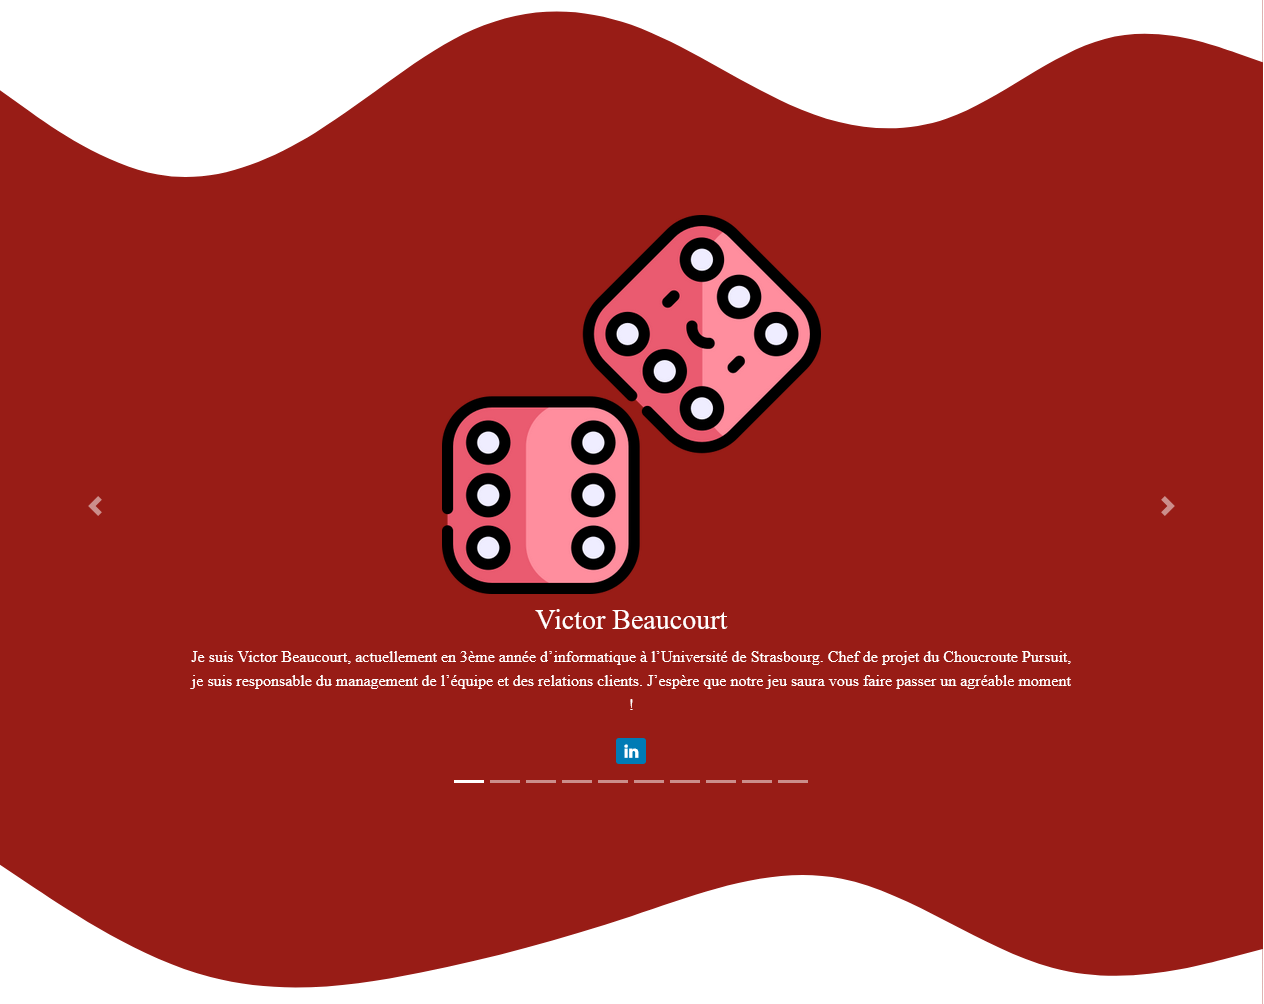 Victor Beaucourt
Je suis Victor Beaucourt, actuellement en 3ème année d’informatique à l’Université de Strasbourg. Chef de projet du Choucroute Pursuit,
je suis responsable du management de l’équipe et des relations clients. J’espère que notre jeu saura vous faire passer un agréable moment
!
in